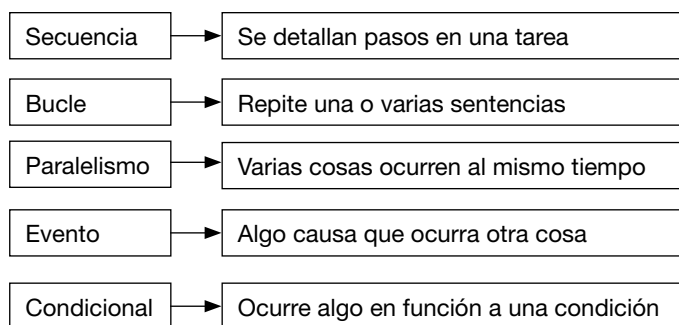 Secuencia Se detallan pasos en una tarea
Bucle Repite una o varias sentencias
Paralelismo Varias cosas ocurren al mismo tiempo
Evento Algo causa que ocurra otra cosa
Condicional Ocurre algo en función a una condición